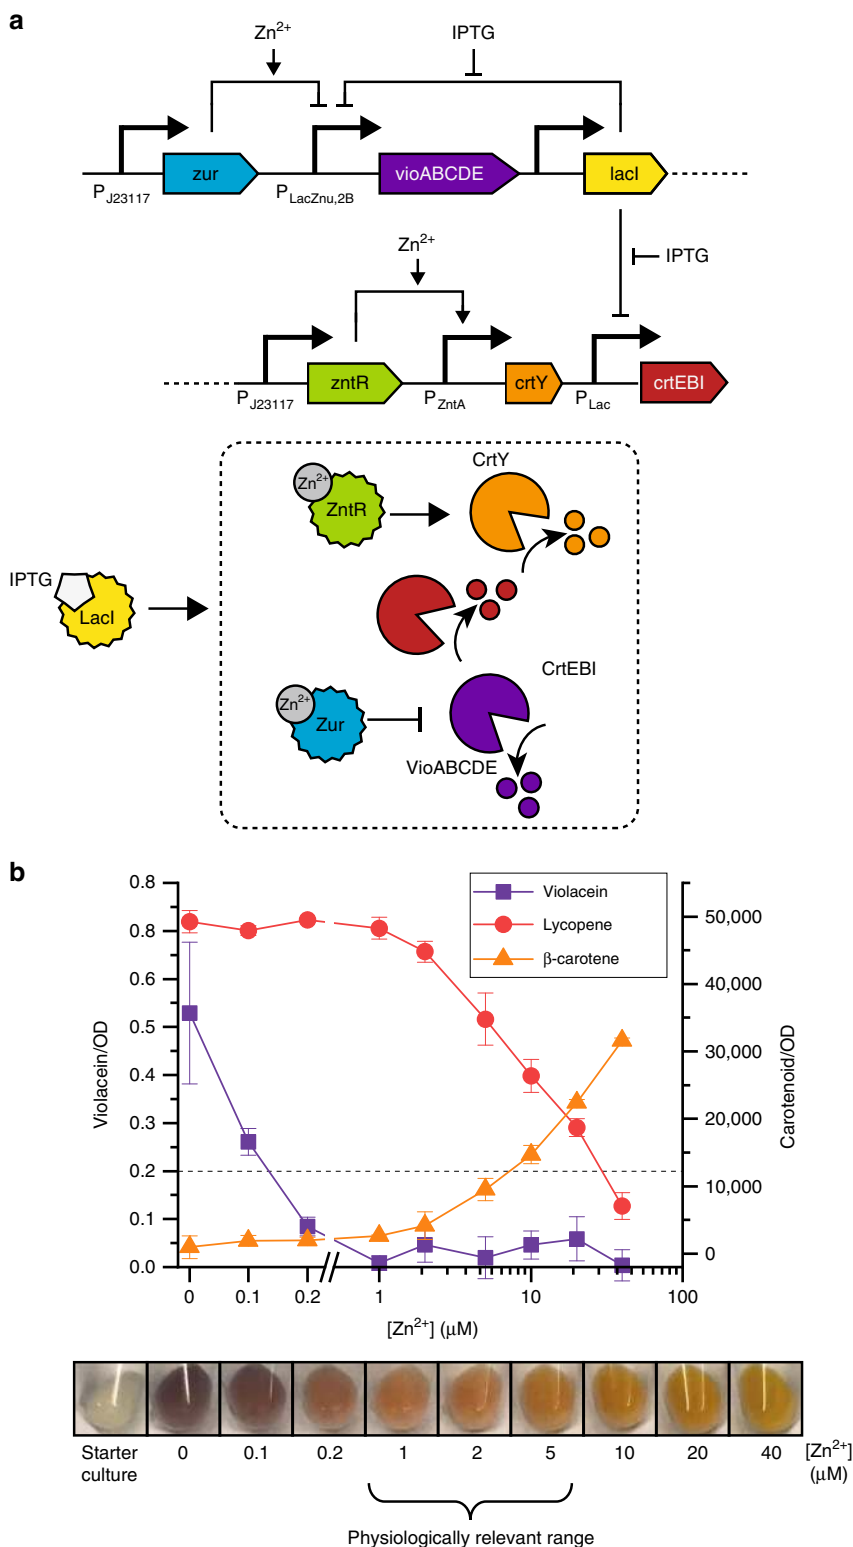 a
Zn2+
IPTG
zur
vioABCDE
lacI
PJ23117
PLacZnu,2B
Zn2+
IPTG
zntR
crtY
crtEBI
PJ23117
PZntA
PLac
CrtY
Zn2+
ZntR
IPTG
LacI
CrtEBI
Zn2+
Zur
VioABCDE
b
0.8
0.8
0.6
0.5
0.4
0.3
0.2
0.1
0.0
Violacein/OD
Violacein
Lycopene
β-carotene
50,000
40,000
30,000
20,000
10,000
0
Carotenoid/OD
0 0.1 0.2 1 10 100
[Zn2+] (μM)
Starter culture
0 0.1 0.2 1 2 5 10 20 40
[Zn2+]
(μM)
Physiologically relevant range